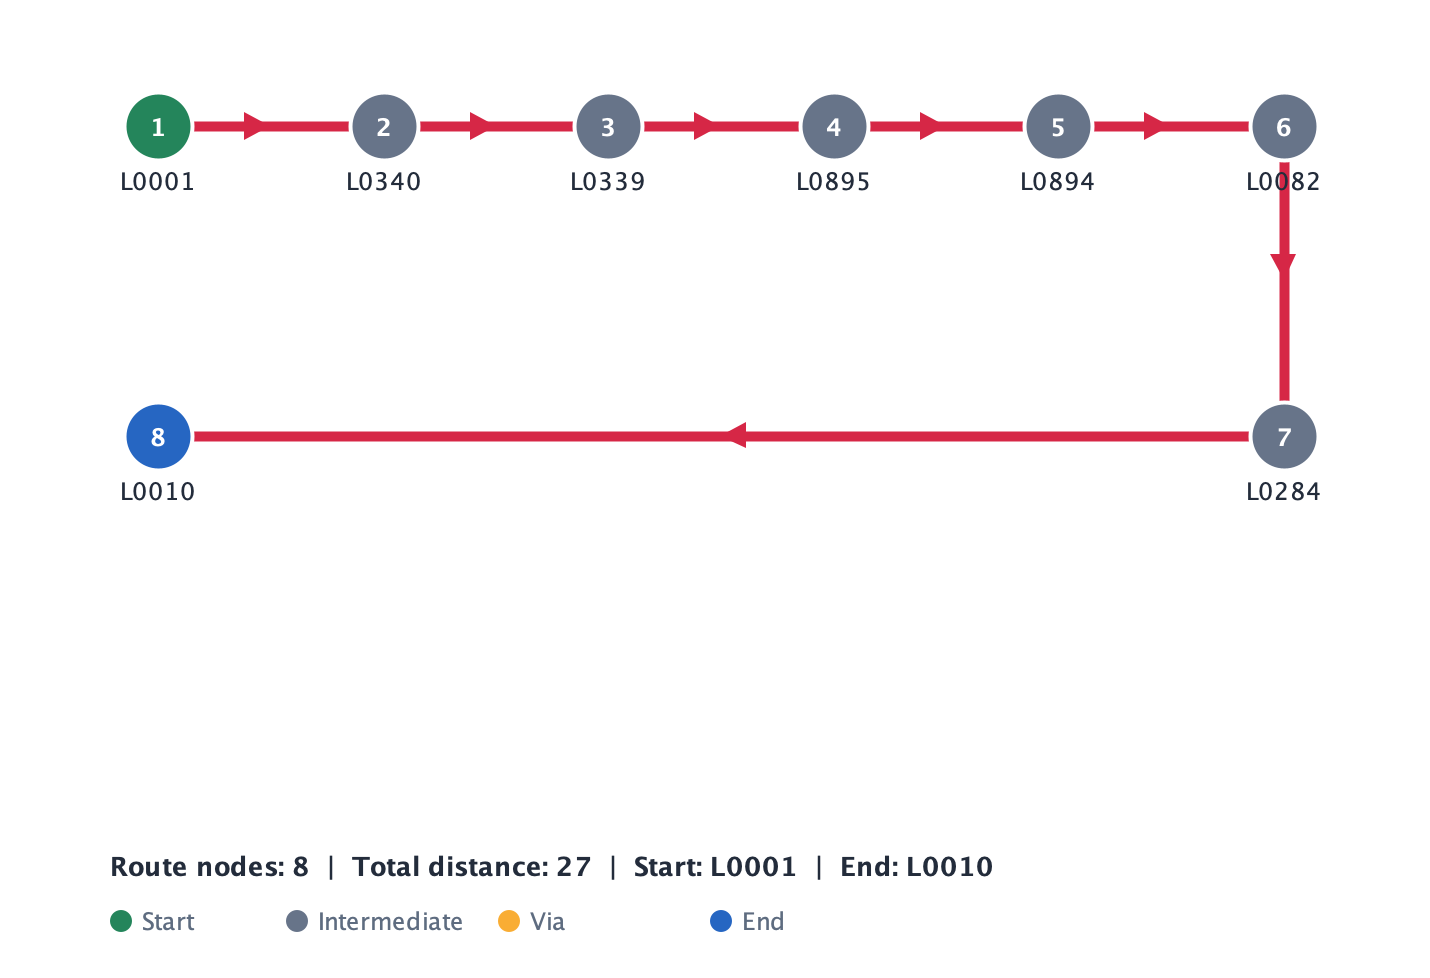 1 2 3 4 5 6
L0001 L0340 L0339 L0895 L0894 L0082
8 7
L0010 L0284
Route nodes: 8 | Total distance: 27 | Start: L0001 | End: L0010
Start Intermediate Via End